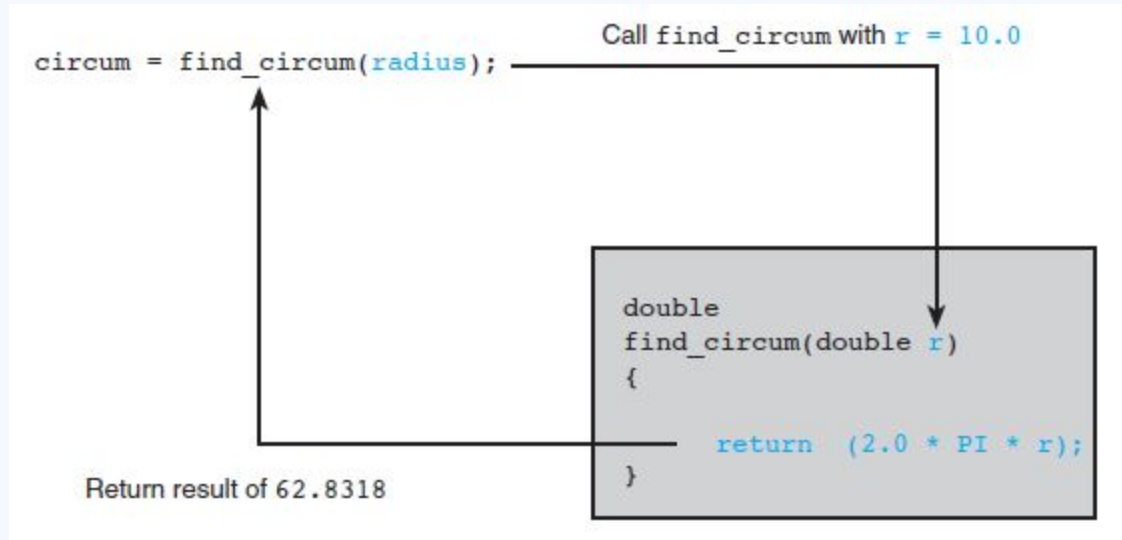 Call find_circum with r = 10.0
circum = find_circum(radius);
double
find_circum(double r)
{
return (2.0 * PI * r);
}
Return result of 62.8318